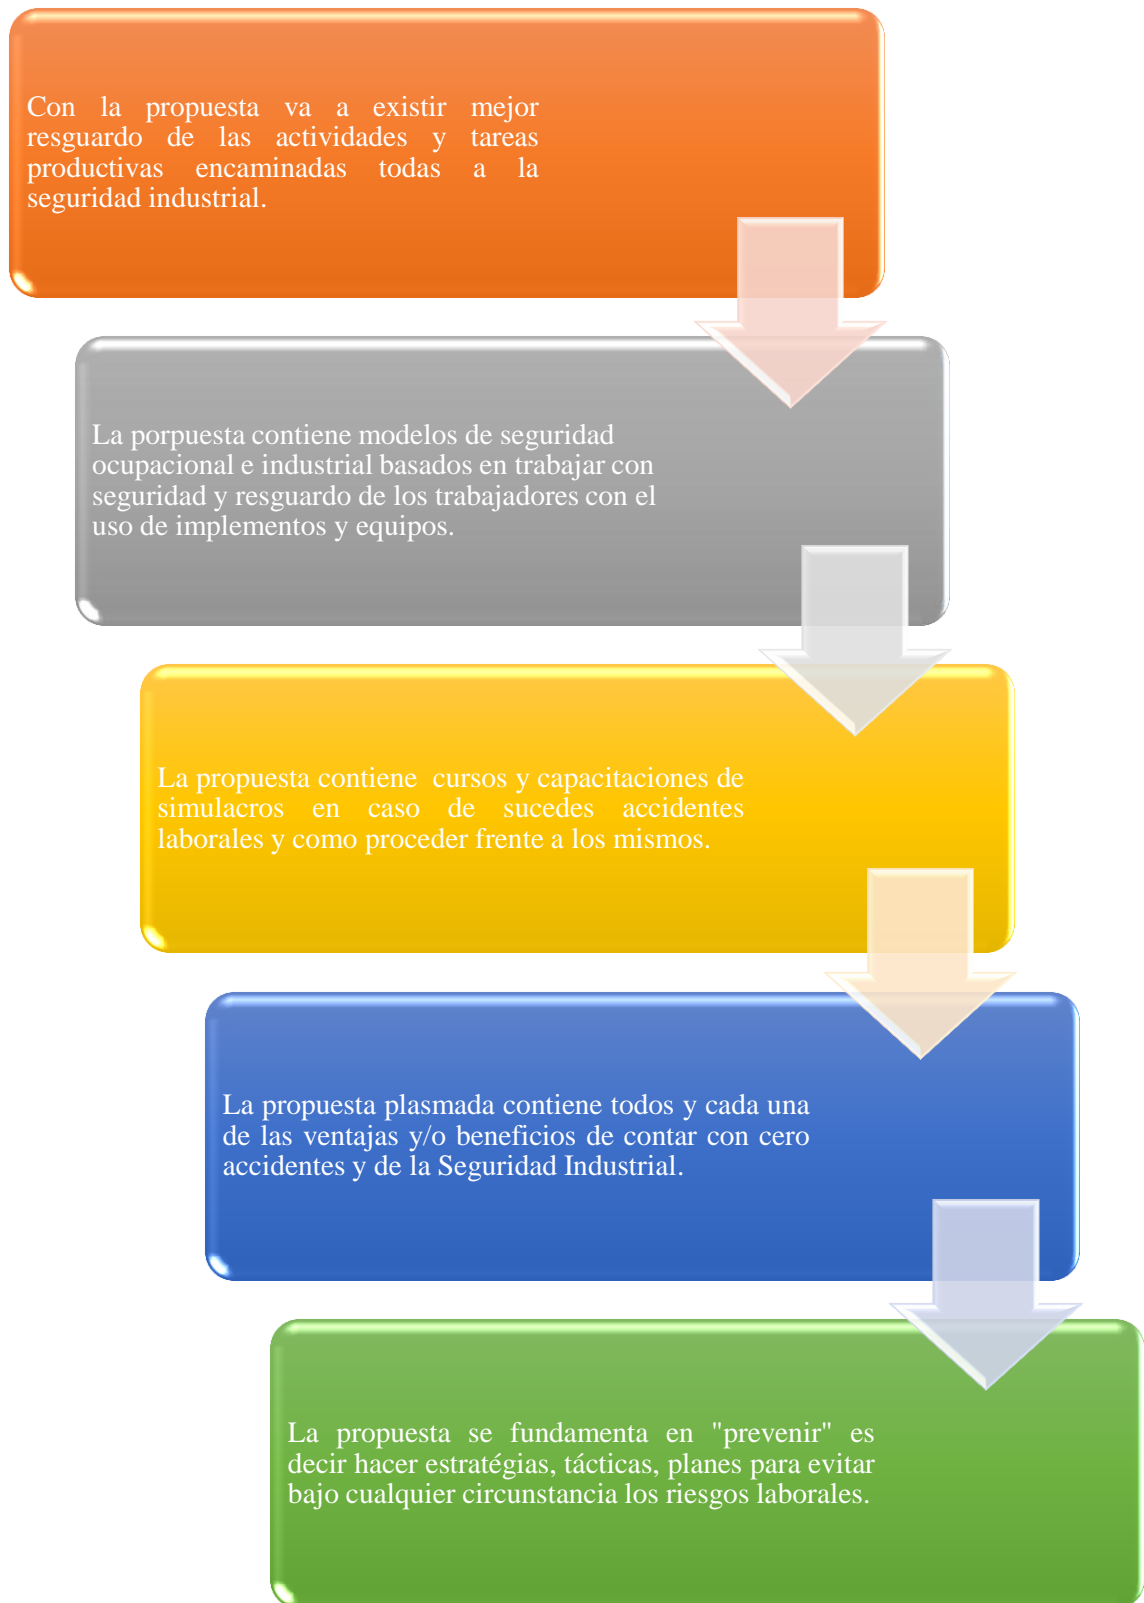 Con la propuesta va a existir mejor
resguardo de las actividades y tareas
productivas encaminadas todas a la
seguridad industrial.
La porpuesta contiene modelos de seguridad
ocupacional e industrial basados en trabajar con
seguridad y resguardo de los trabajadores con el
uso de implementos y equipos.
La propuesta contiene cursos y capacitaciones de
simulacros en caso de sucedes accidentes
laborales y como proceder frente a los mismos.
La propuesta plasmada contiene todos y cada una
de las ventajas y/o beneficios de contar con cero
accidentes y de la Seguridad Industrial.
La propuesta se fundamenta en "prevenir" es
decir hacer estratégias, tácticas, planes para evitar
bajo cualquier circunstancia los riesgos laborales.